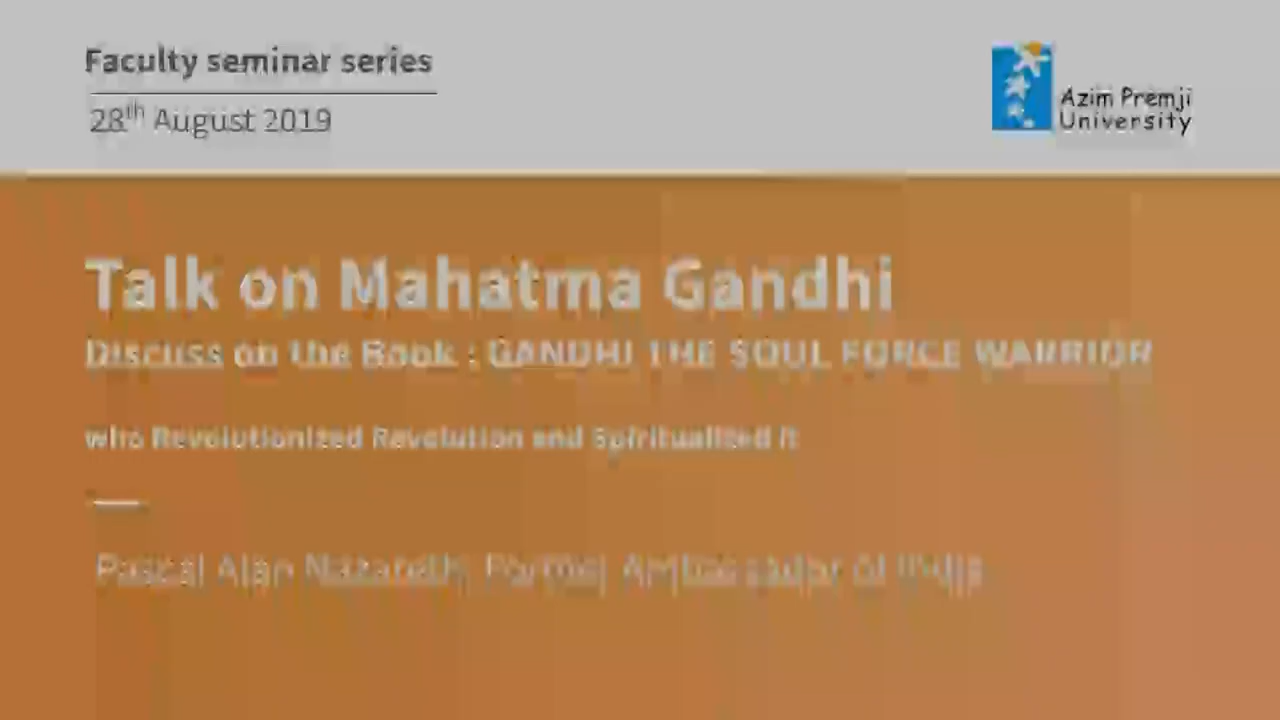 Faculty seminar series
28th August 2019
Azim Premji
University
Talk on Mahatma Gandhi
Discuss on the Book : GANDHI THE SOUL FORCE WARRIOR
who Revolutionized Revolution and Spiritualized it
Pascal Alan Nazareth, Former Ambassador of India